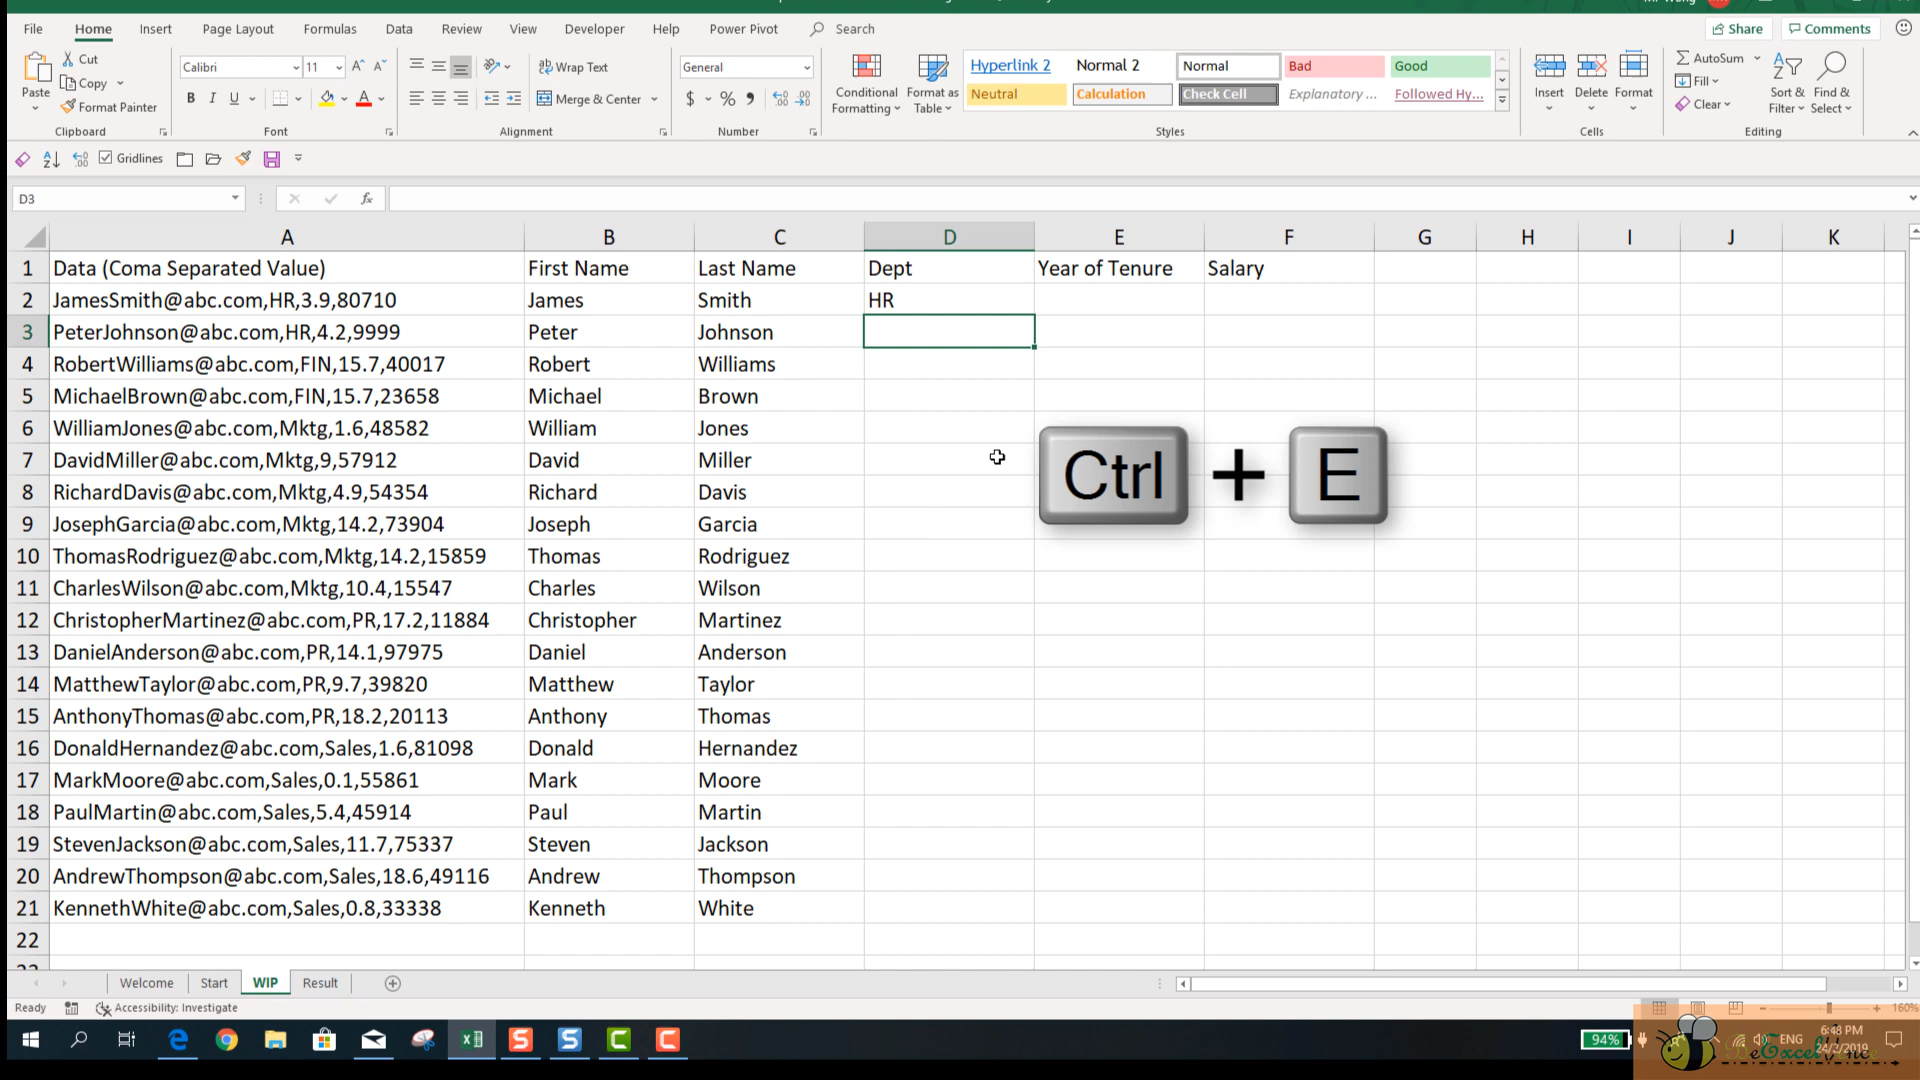 File Home Insert Page Layout Formulas Data Review View Developer Help Power Pivot Search Share Comments
Paste Cut Copy Format Painter Clipboard
Calibri 11 B I U Font
Wrap Text Merge & Center Alignment
General $ % Number
Conditional Formatting Format as Table
Hyperlink 2 Normal 2 Normal Bad Good
Neutral Calculation Check Cell Explanatory ... Followed Hy...
Styles
Insert Delete Format Cells
AutoSum Fill Clear Sort & Filter Find & Select Editing
Gridlines
D3 fx
A B C D E F G H I J K
1 Data (Coma Separated Value) First Name Last Name Dept Year of Tenure Salary
2 JamesSmith@abc.com,HR,3.9,80710 James Smith HR
3 PeterJohnson@abc.com,HR,4.2,9999 Peter Johnson
4 RobertWilliams@abc.com,FIN,15.7,40017 Robert Williams
5 MichaelBrown@abc.com,FIN,15.7,23658 Michael Brown
6 WilliamJones@abc.com,Mktg,1.6,48582 William Jones
7 DavidMiller@abc.com,Mktg,9,57912 David Miller
Ctrl + E
8 RichardDavis@abc.com,Mktg,4.9,54354 Richard Davis
9 JosephGarcia@abc.com,Mktg,14.2,73904 Joseph Garcia
10 ThomasRodriguez@abc.com,Mktg,14.2,15859 Thomas Rodriguez
11 CharlesWilson@abc.com,Mktg,10.4,15547 Charles Wilson
12 ChristopherMartinez@abc.com,PR,17.2,11884 Christopher Martinez
13 DanielAnderson@abc.com,PR,14.1,97975 Daniel Anderson
14 MatthewTaylor@abc.com,PR,9.7,39820 Matthew Taylor
15 AnthonyThomas@abc.com,PR,18.2,20113 Anthony Thomas
16 DonaldHernandez@abc.com,Sales,1.6,81098 Donald Hernandez
17 MarkMoore@abc.com,Sales,0.1,55861 Mark Moore
18 PaulMartin@abc.com,Sales,5.4,45914 Paul Martin
19 StevenJackson@abc.com,Sales,11.7,75337 Steven Jackson
20 AndrewThompson@abc.com,Sales,18.6,49116 Andrew Thompson
21 KennethWhite@abc.com,Sales,0.8,33338 Kenneth White
22
Welcome Start WIP Result
Ready Accessibility: Investigate 160%
94% ENG 6:48 PM
24/2/2019